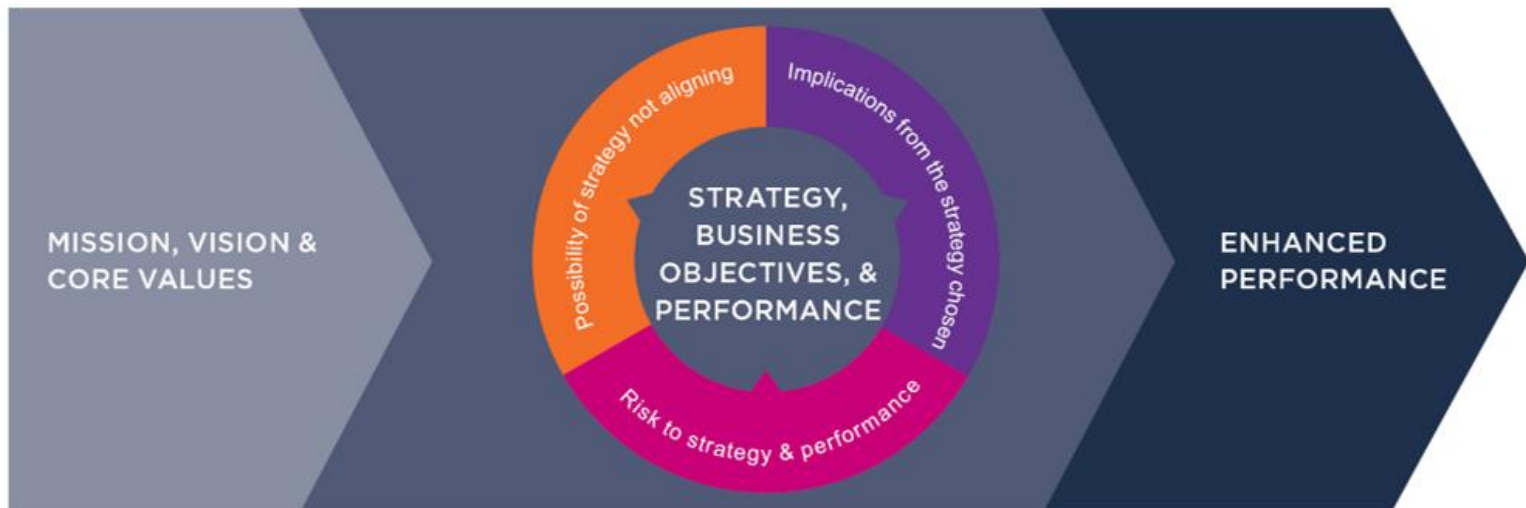 MISSION, VISION &
CORE VALUES
Possibility of strategy not aligning
Implications from the strategy chosen
Risk to strategy & performance
STRATEGY,
BUSINESS
OBJECTIVES, &
PERFORMANCE
ENHANCED
PERFORMANCE